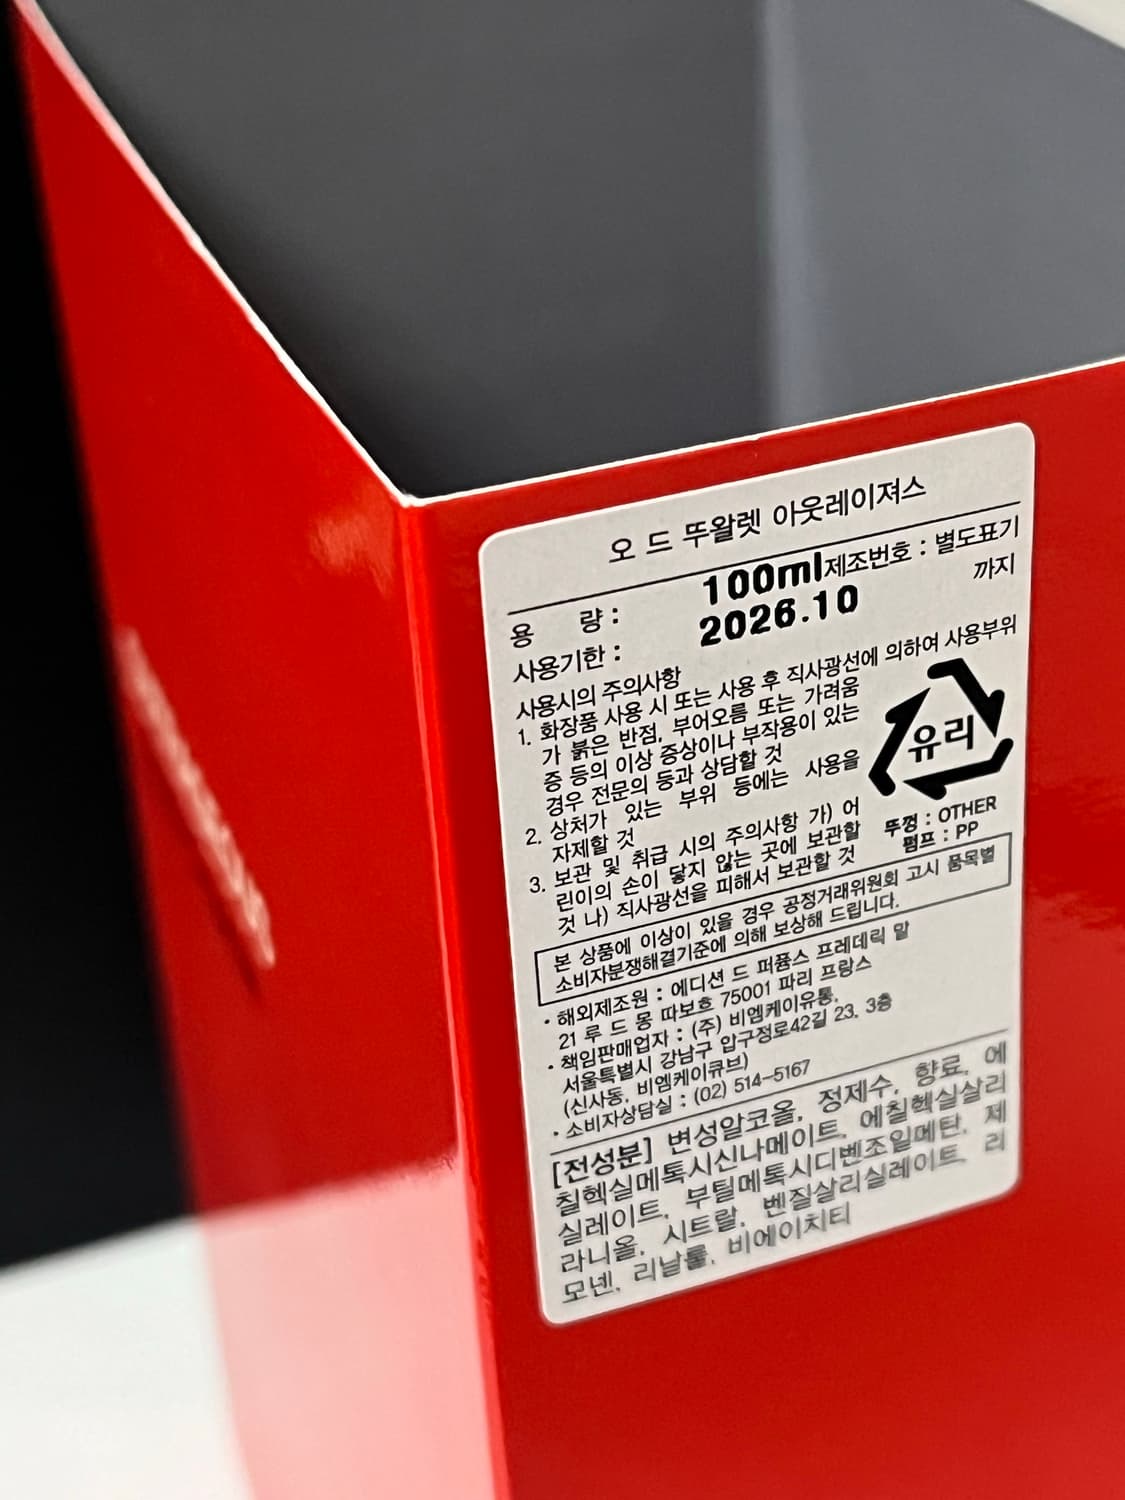 오 드 뚜왈렛 아웃레이져스
용 량 : 100ml 제조번호 : 별도표기
사용기한 : 2026.10 까지
사용시의 주의사항
1. 화장품 사용 시 또는 사용 후 직사광선에 의하여 사용부위
가 붉은 반점, 부어오름 또는 가려움
증 등의 이상 증상이나 부작용이 있는
경우 전문의 등과 상담할 것
2. 상처가 있는 부위 등에는 사용을
자제할 것
3. 보관 및 취급 시의 주의사항 가) 어
린이의 손이 닿지 않는 곳에 보관할
것 나) 직사광선을 피해서 보관할 것
유리
뚜껑 : OTHER
펌프 : PP
본 상품에 이상이 있을 경우 공정거래위원회 고시 품목별
소비자분쟁해결기준에 의해 보상해 드립니다.
· 해외제조원 : 에디션 드 퍼퓸스 프레데릭 말
21 루 드 몽 따보흐 75001 파리 프랑스
· 책임판매업자 : (주) 비엠케이유통,
서울특별시 강남구 압구정로42길 23, 3층
(신사동, 비엠케이큐브)
· 소비자상담실 : (02) 514-5167
[전성분] 변성알코올, 정제수, 향료, 에
칠헥실메톡시신나메이트, 에칠헥실살리
실레이트, 부틸메톡시디벤조일메탄, 제
라니올, 시트랄, 벤질살리실레이트, 리
모넨, 리날룰, 비에이치티